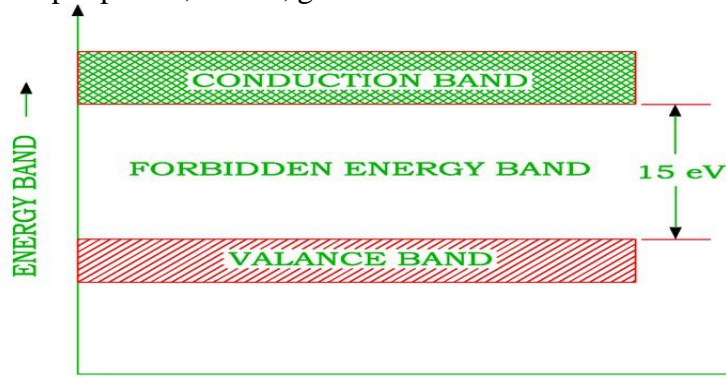 CONDUCTION BAND
FORBIDDEN ENERGY BAND
15 eV
VALANCE BAND
ENERGY BAND